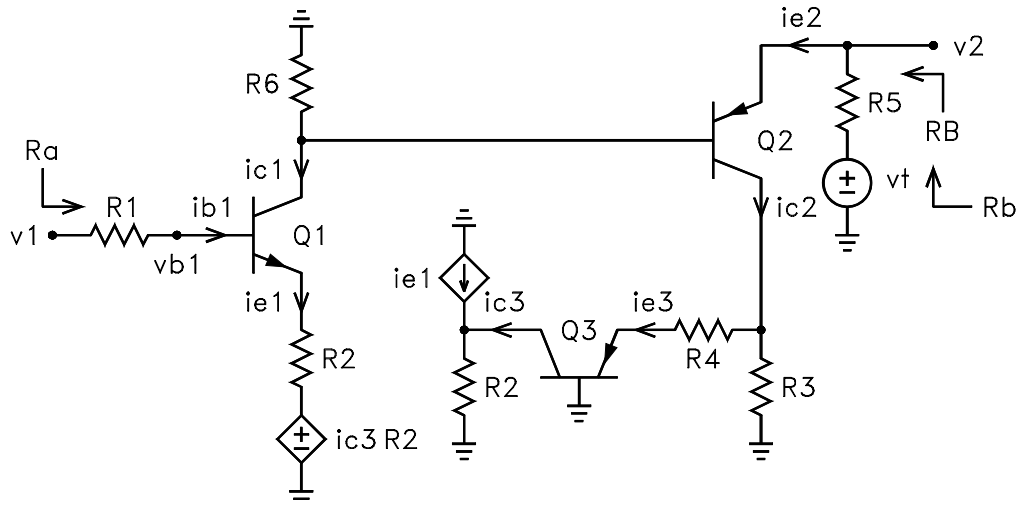 ie2
v2
R6
R5
RB
Q2
Ra
ic1
vt
R1
ib1
ic2
Rb
v1
Q1
vb1
ie1
ie1
ic3
ie3
Q3
R2
R4
R2
R3
ic3 R2